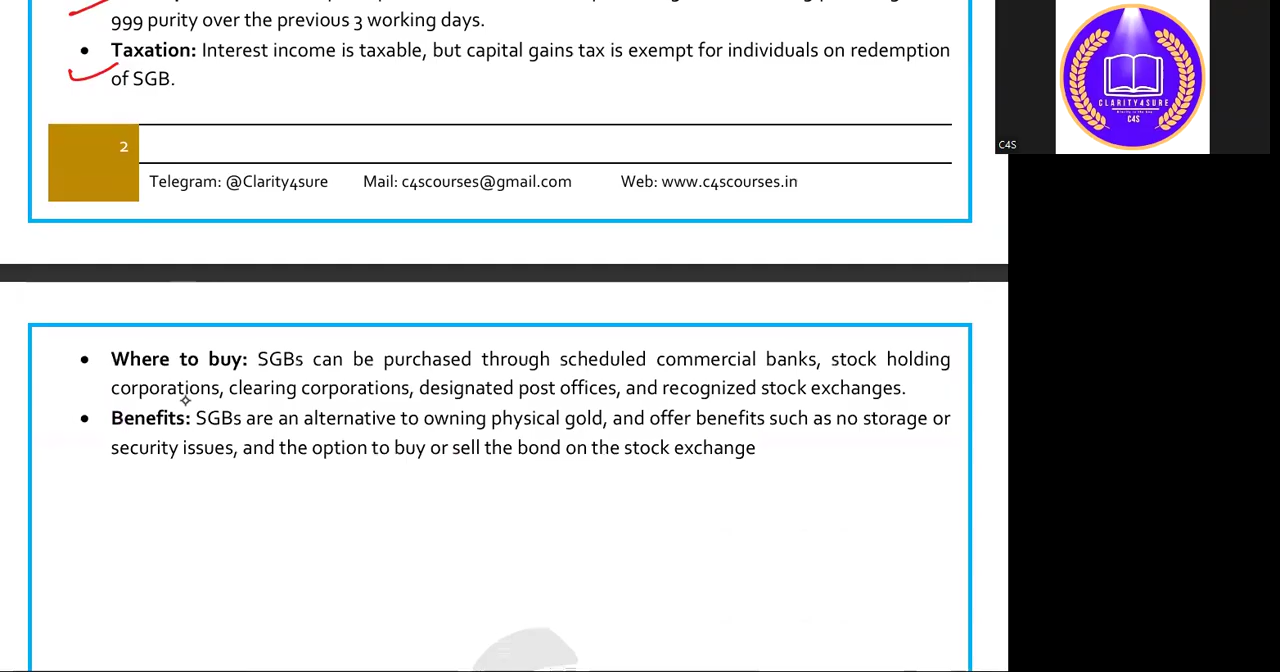 999 purity over the previous 3 working days.
• Taxation: Interest income is taxable, but capital gains tax is exempt for individuals on redemption
of SGB.
2
Telegram: @Clarity4sure Mail: c4scourses@gmail.com Web: www.c4scourses.in
• Where to buy: SGBs can be purchased through scheduled commercial banks, stock holding
corporations, clearing corporations, designated post offices, and recognized stock exchanges.
• Benefits: SGBs are an alternative to owning physical gold, and offer benefits such as no storage or
security issues, and the option to buy or sell the bond on the stock exchange
CLARITY4SURE
C4S
C4S